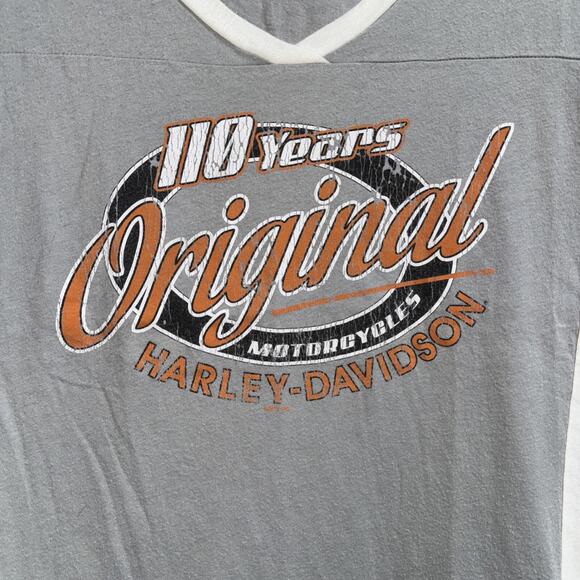 110 Years
Original
MOTORCYCLES
HARLEY-DAVIDSON